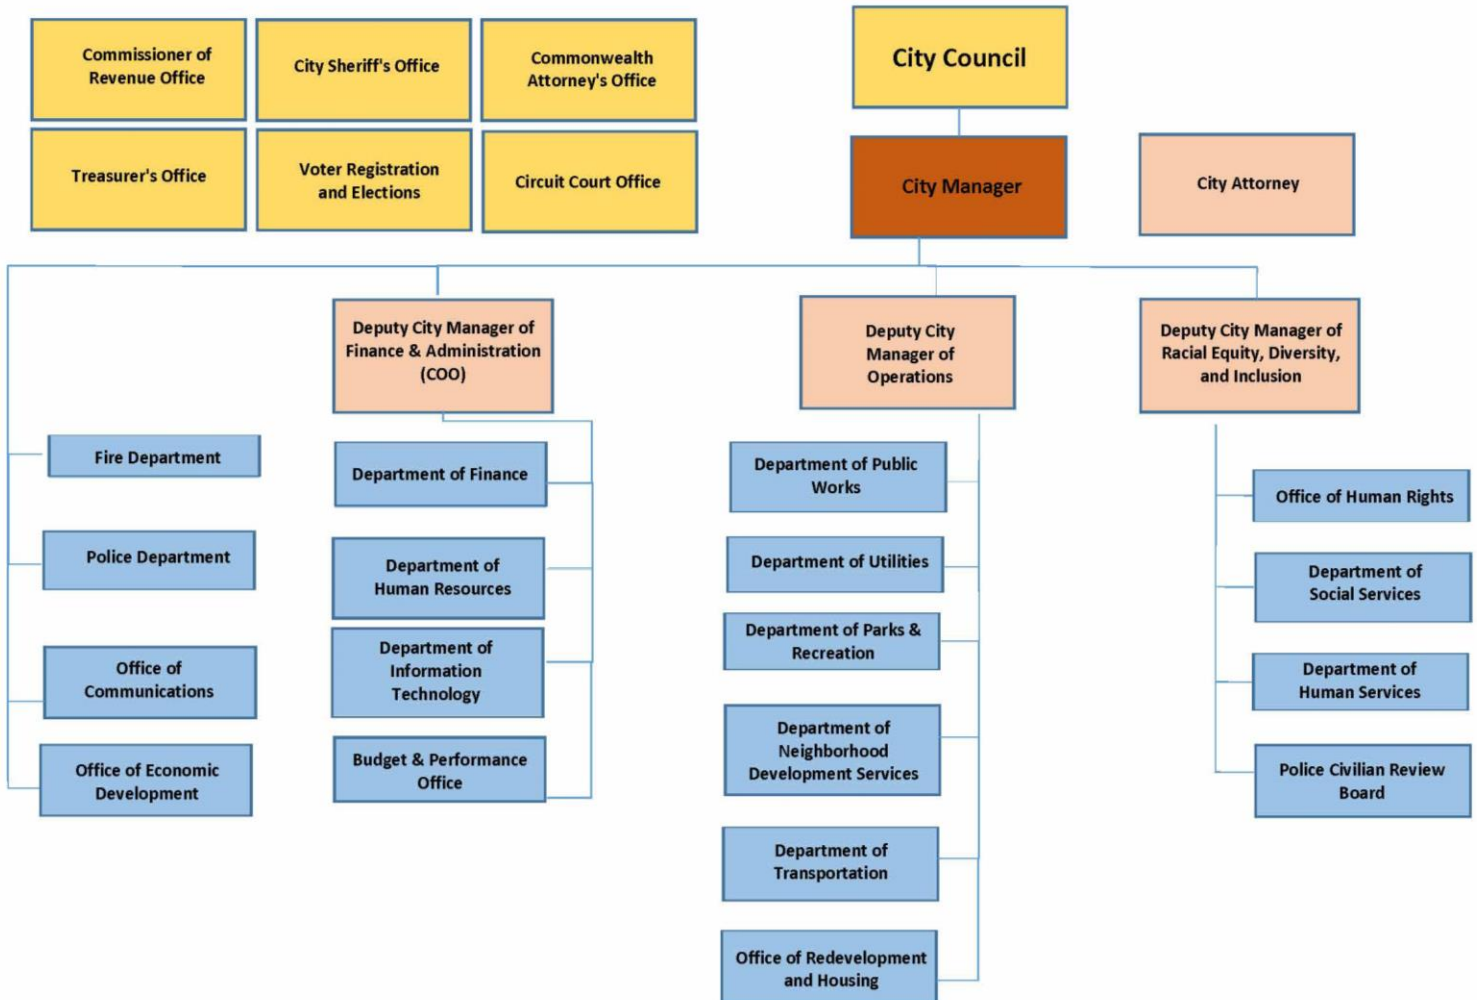 Commissioner of
Revenue Office
City Sheriff's Office
Commonwealth
Attorney's Office
City Council
Treasurer's Office
Voter Registration
and Elections
Circuit Court Office
City Manager
City Attorney
Deputy City Manager of
Finance & Administration
(COO)
Deputy City
Manager of
Operations
Deputy City Manager of
Racial Equity, Diversity,
and Inclusion
Fire Department
Police Department
Office of
Communications
Office of Economic
Development
Department of Finance
Department of
Human Resources
Department of
Information
Technology
Budget & Performance
Office
Department of Public
Works
Department of Utilities
Department of Parks &
Recreation
Department of
Neighborhood
Development Services
Department of
Transportation
Office of Redevelopment
and Housing
Office of Human Rights
Department of
Social Services
Department of
Human Services
Police Civilian Review
Board